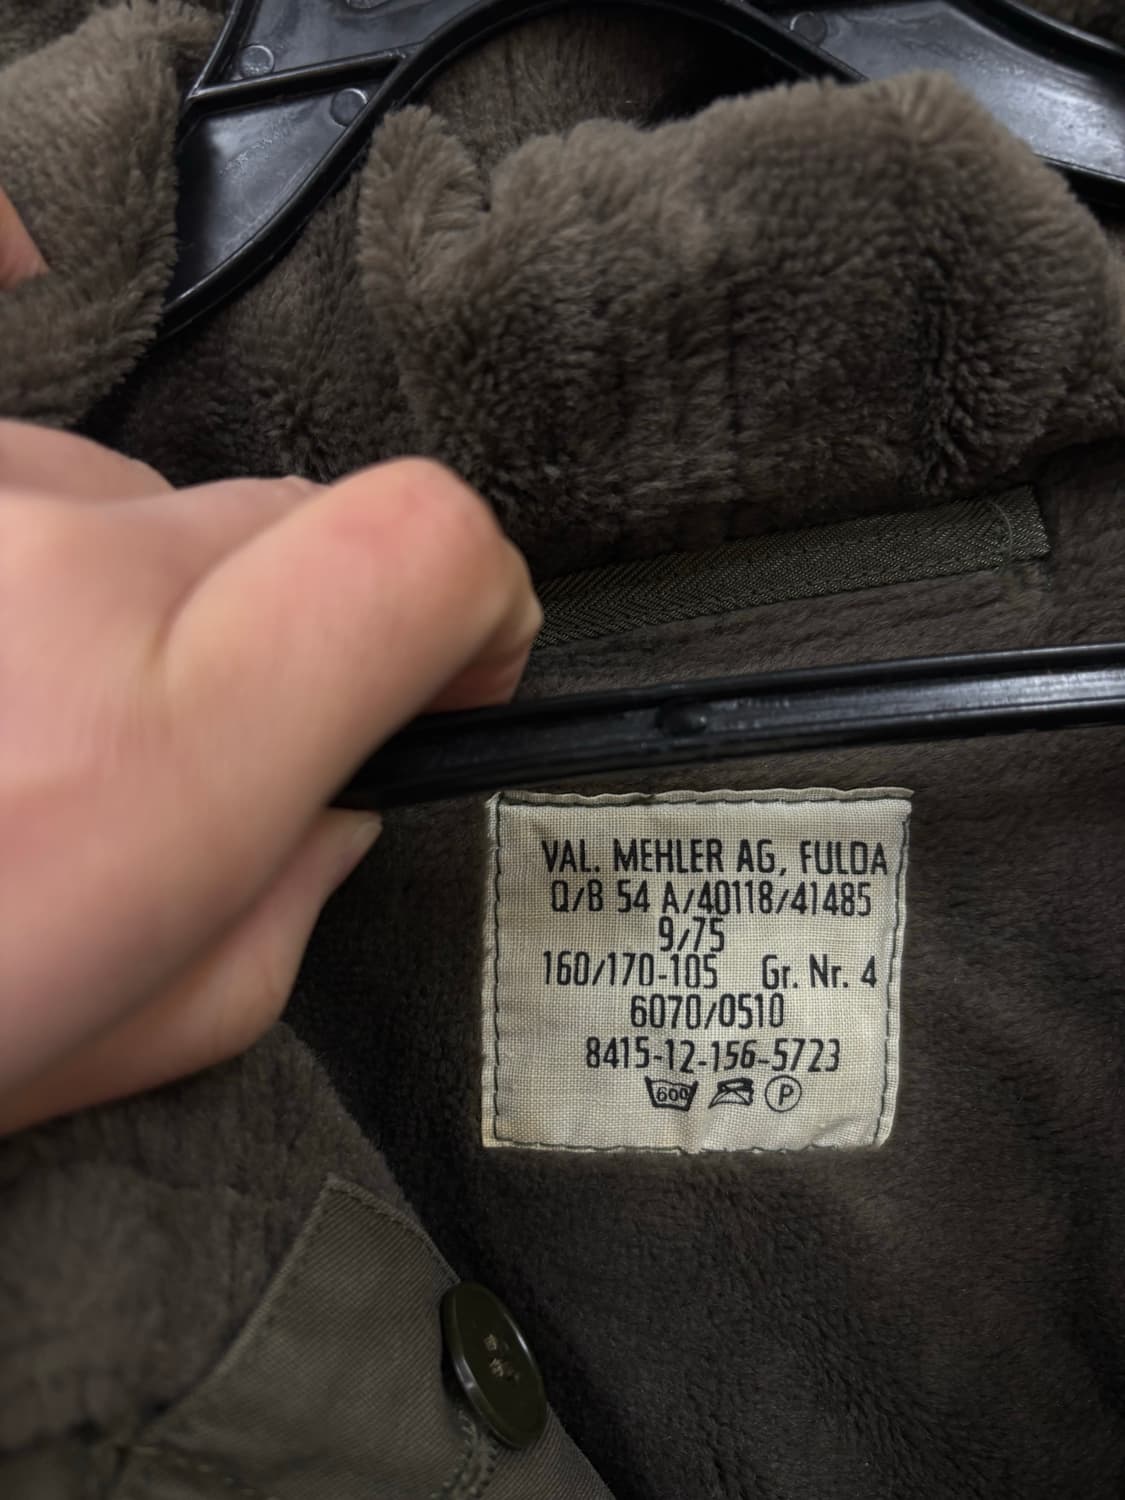 VAL. MEHLER AG, FULDA
Q/B 54 A/40118/41485
9/75
160/170-105 Gr. Nr. 4
6070/0510
8415-12-156-5723
60° P